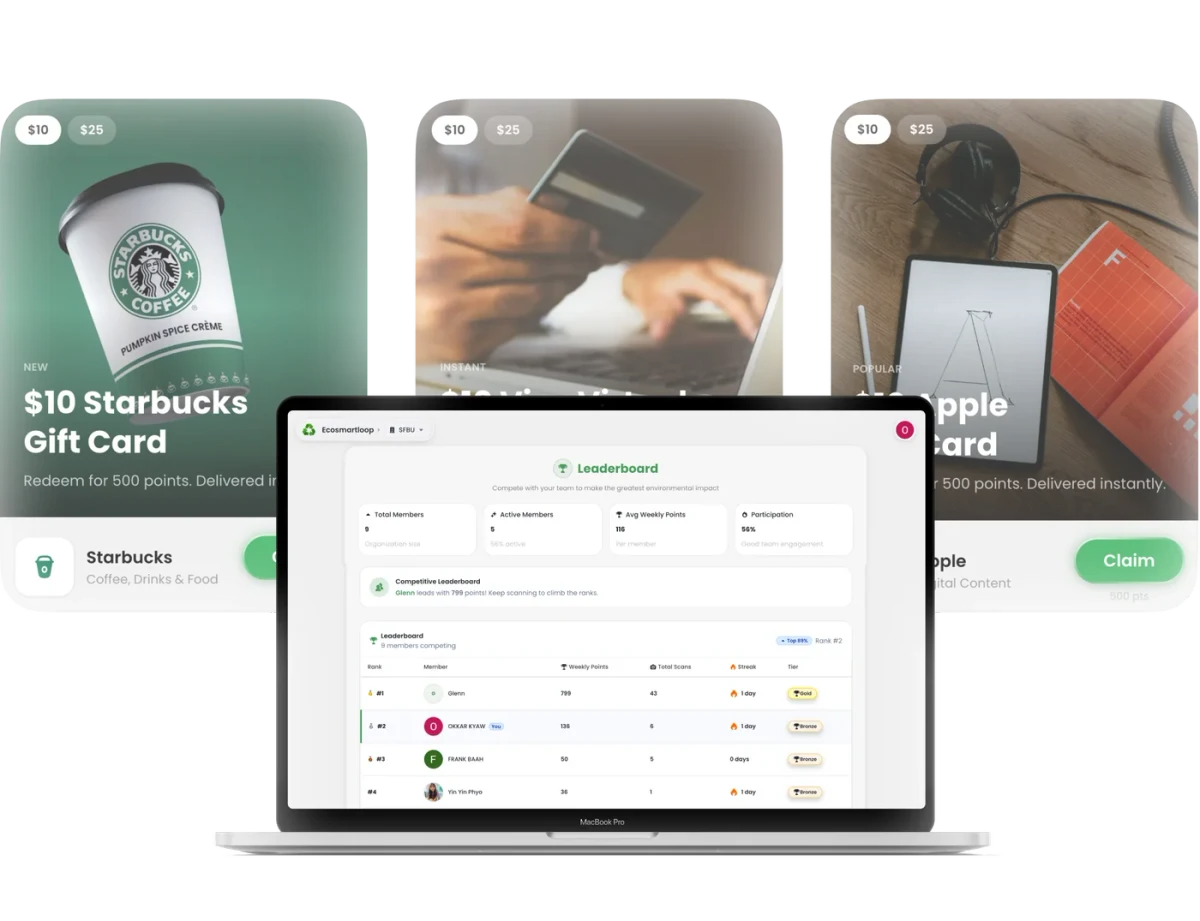 $10 $25
STARBUCKS
COFFEE
PUMPKIN SPICE CRÈME
NEW
$10 Starbucks
Gift Card
Redeem for 500 points. Delivered
Starbucks
Coffee, Drinks & Food
$10 $25
INSTANT
$10 $25
F
A
POPULAR
Apple
Card
500 points. Delivered instantly.
Claim
500 pts
Ecosmartloop
SFBU
O
Leaderboard
Compete with your team to make the greatest environmental impact
Total Members
9
Organization size
Active Members
5
56% active
Avg Weekly Points
116
Per member
Participation
56%
Good team engagement
Competitive Leaderboard
Glenn leads with 799 points! Keep scanning to climb the ranks.
Leaderboard
9 members competing
Top 89% Rank #2
Rank Member Weekly Points Total Scans Streak Tier
#1 Glenn 799 43 1 day Gold
#2 O OKKAR KYAW You 138 6 1 day Bronze
#3 F FRANK BAAH 50 5 0 days Bronze
#4 Yin Yin Phyo 36 1 1 day Bronze
MacBook Pro